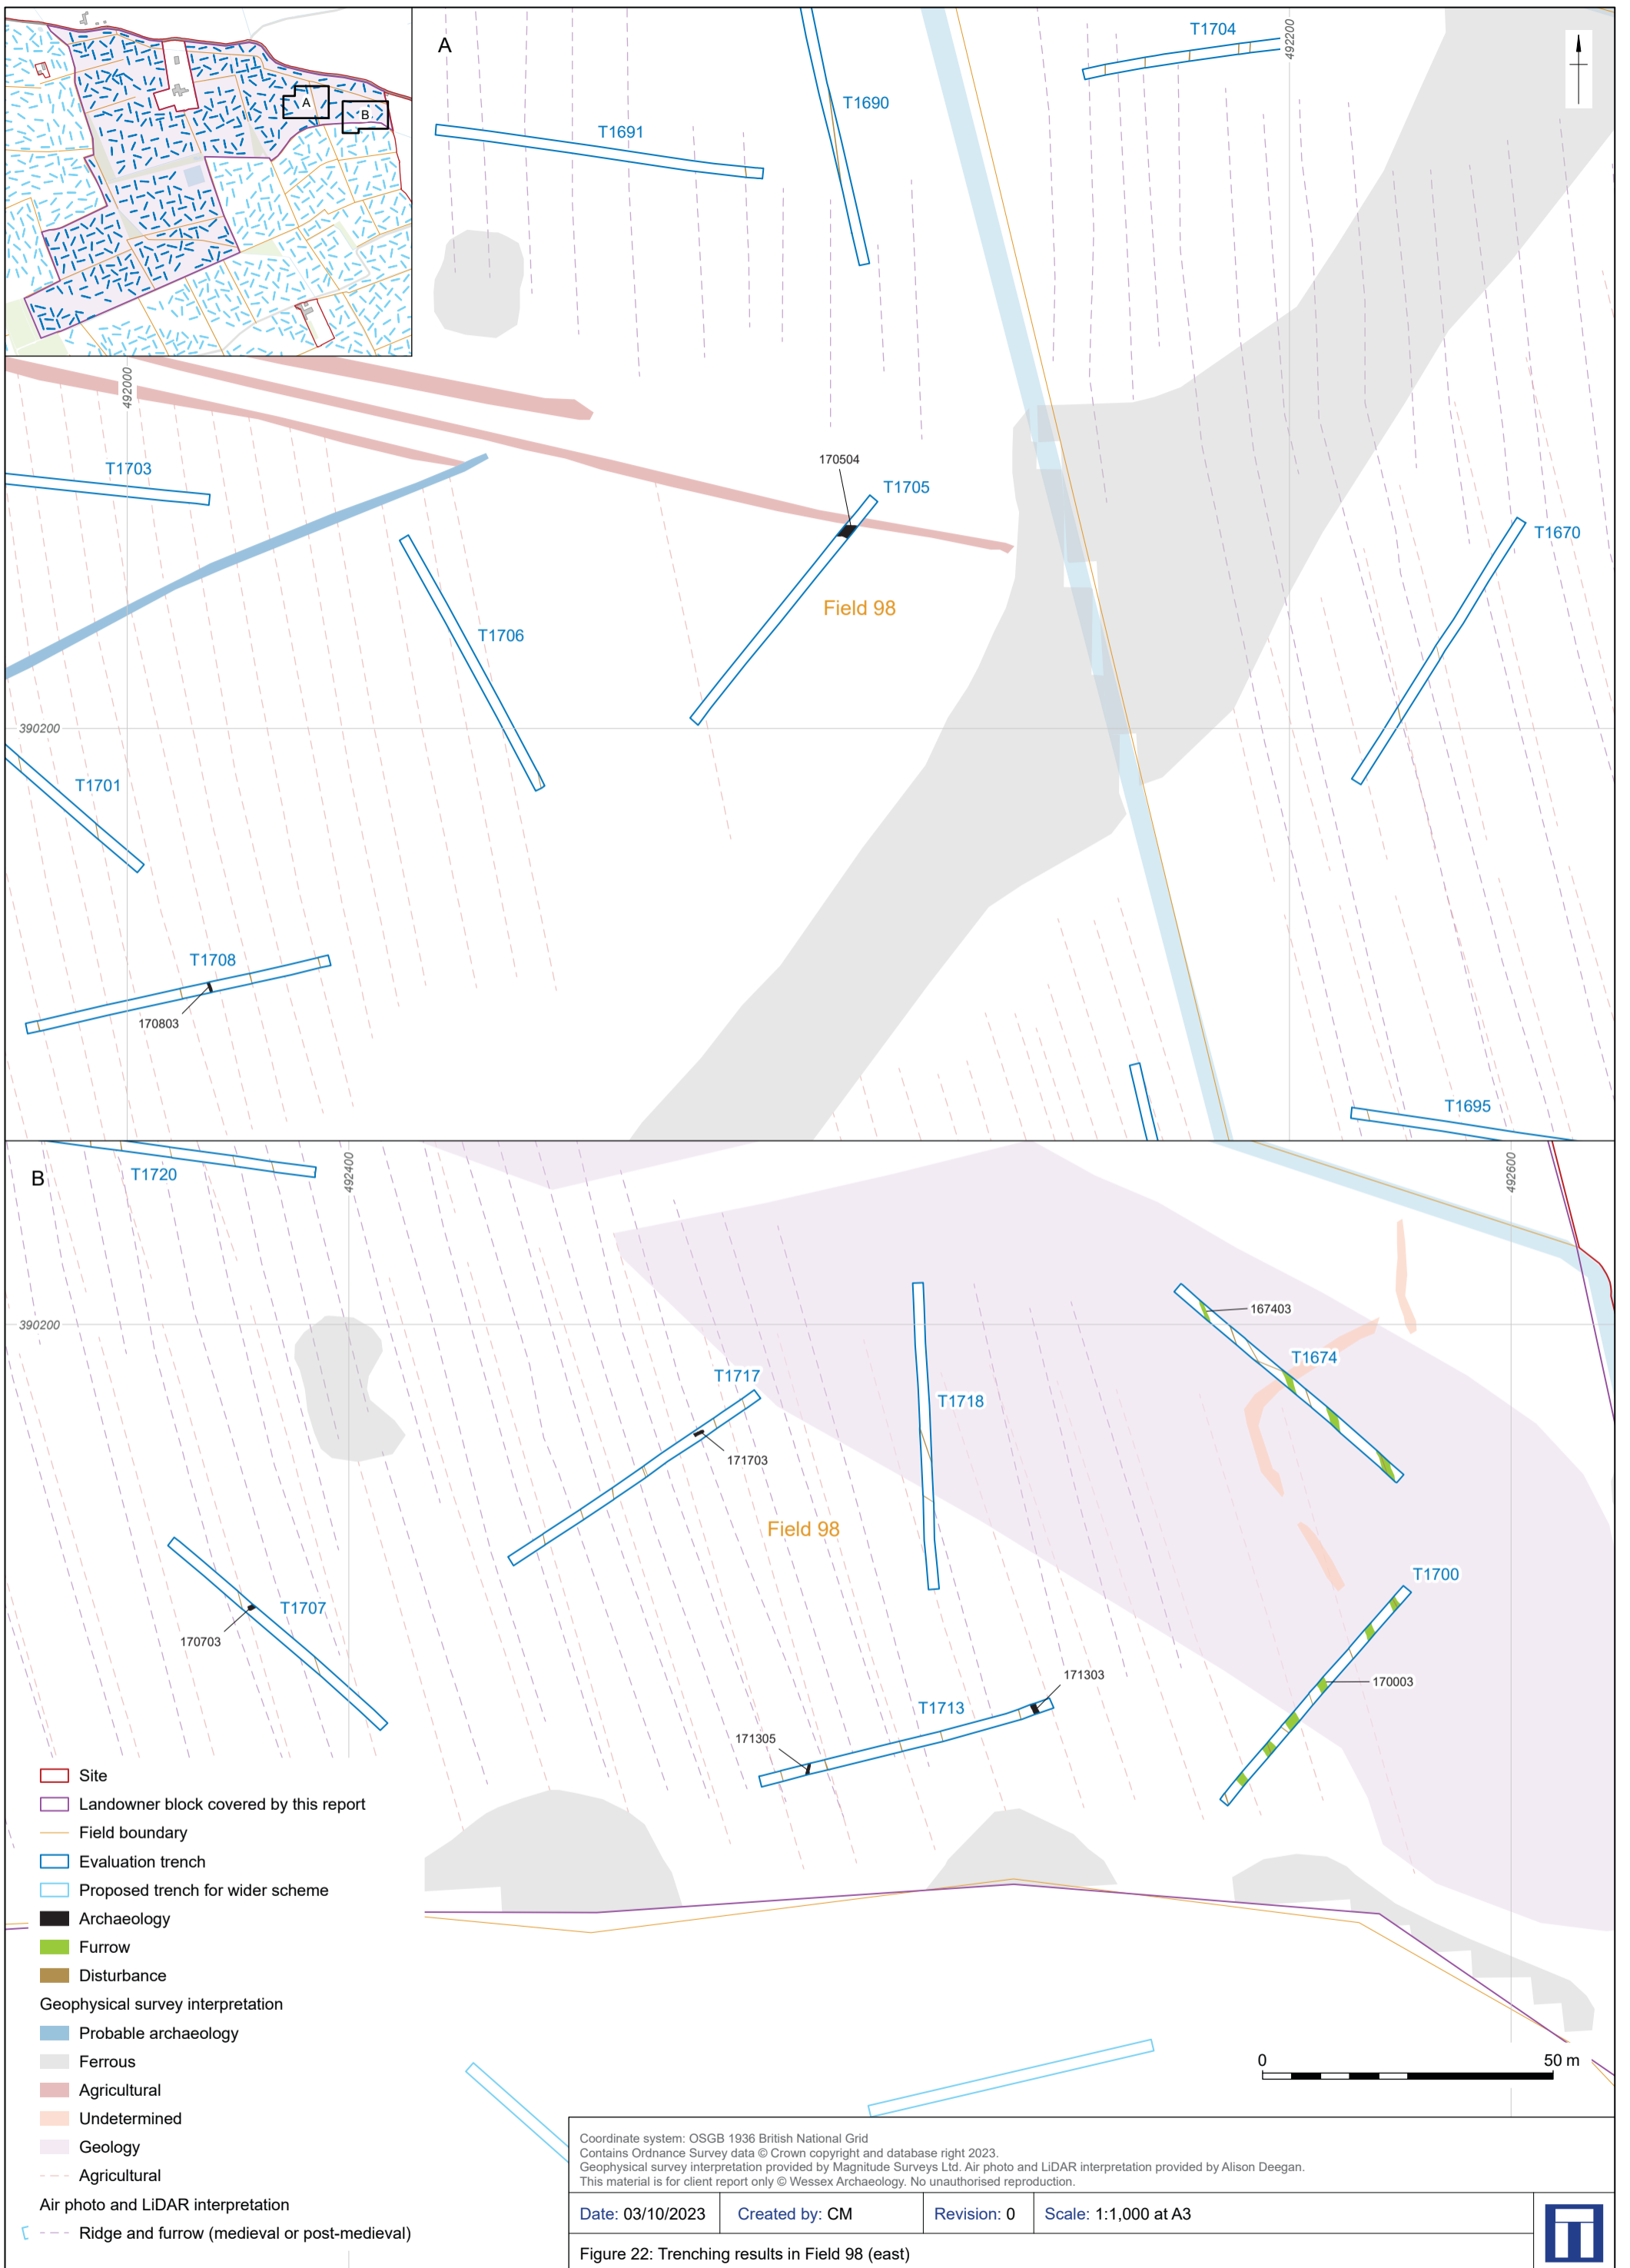 A
B
A
492200
T1704
T1690
T1691
492000
T1703
170504
T1705
T1670
Field 98
T1706
390200
T1701
T1708
170803
T1695
B
T1720
492400
492600
390200
167403
T1674
T1717
T1718
171703
Field 98
T1700
T1707
170703
171303
T1713
170003
171305
Site
Landowner block covered by this report
Field boundary
Evaluation trench
Proposed trench for wider scheme
Archaeology
Furrow
Disturbance
Geophysical survey interpretation
Probable archaeology
Ferrous
Agricultural
Undetermined
Geology
Agricultural
Air photo and LiDAR interpretation
Ridge and furrow (medieval or post-medieval)
0 50 m
Coordinate system: OSGB 1936 British National Grid
Contains Ordnance Survey data © Crown copyright and database right 2023.
Geophysical survey interpretation provided by Magnitude Surveys Ltd. Air photo and LiDAR interpretation provided by Alison Deegan.
This material is for client report only © Wessex Archaeology. No unauthorised reproduction.
Date: 03/10/2023 Created by: CM Revision: 0 Scale: 1:1,000 at A3
Figure 22: Trenching results in Field 98 (east)